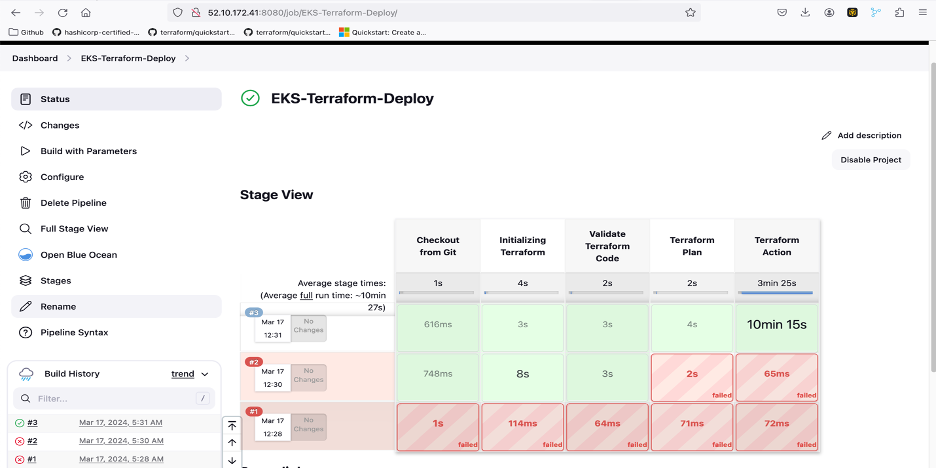 52.10.172.41:8080/job/EKS-Terraform-Deploy/
Github
hashicorp-certified-...
terraform/quickstart...
terraform/quickstart...
Quickstart: Create a...
Dashboard
EKS-Terraform-Deploy
Status
Changes
Build with Parameters
Configure
Delete Pipeline
Full Stage View
Open Blue Ocean
Stages
Rename
Pipeline Syntax
Build History
trend
Filter...
/
#3
Mar 17, 2024, 5:31 AM
#2
Mar 17, 2024, 5:30 AM
#1
Mar 17, 2024, 5:28 AM
EKS-Terraform-Deploy
Add description
Disable Project
Stage View
Checkout
from Git
Initializing
Terraform
Validate
Terraform
Code
Terraform
Plan
Terraform
Action
Average stage times:
(Average full run time: ~10min
27s)
1s
4s
2s
2s
3min 25s
#3
Mar 17
12:31
No
Changes
616ms
3s
3s
4s
10min 15s
#2
Mar 17
12:30
No
Changes
748ms
8s
3s
2s
failed
65ms
failed
#1
Mar 17
12:28
No
Changes
1s
failed
114ms
failed
64ms
failed
71ms
failed
72ms
failed